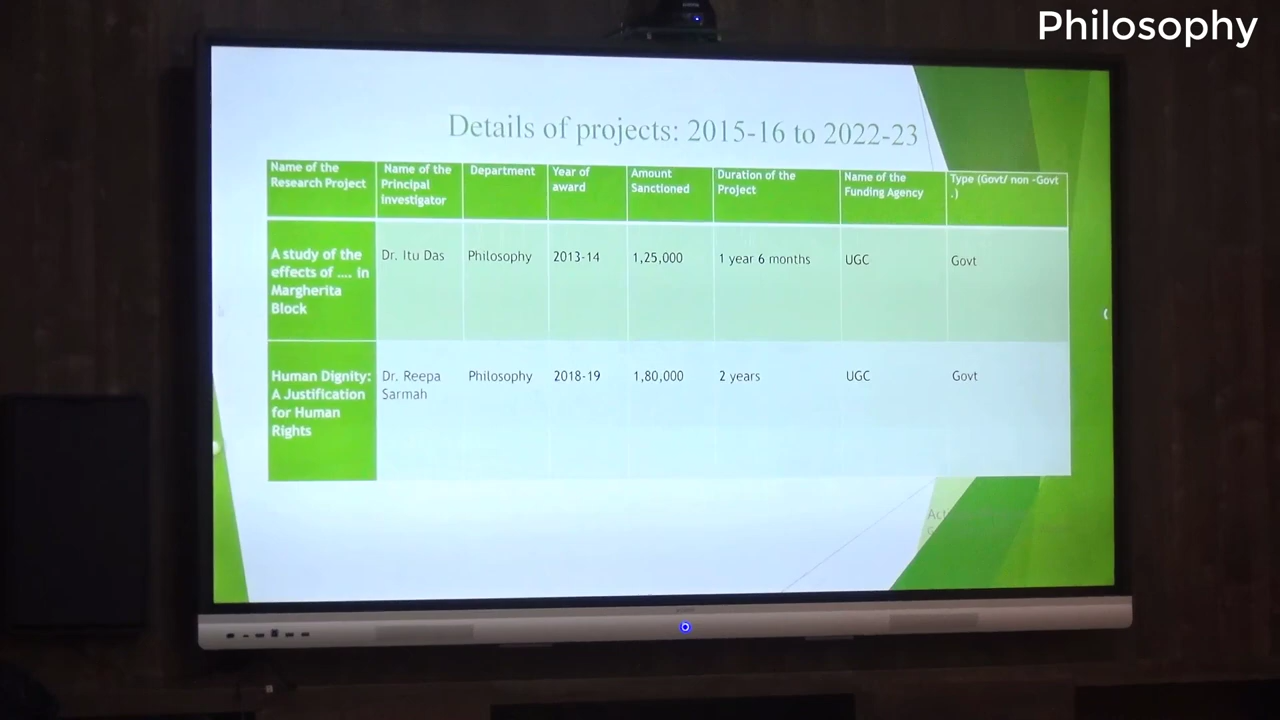 Philosophy
Details of projects: 2015-16 to 2022-23
Name of the
Research Project
Name of the
Principal
Investigator
Department
Year of
award
Amount
Sanctioned
Duration of the
Project
Name of the
Funding Agency
Type (Govt/ non -Govt
.)
A study of the
effects of .... in
Margherita
Block
Dr. Itu Das
Philosophy
2013-14
1,25,000
1 year 6 months
UGC
Govt
Human Dignity:
A Justification
for Human
Rights
Dr. Reepa
Sarmah
Philosophy
2018-19
1,80,000
2 years
UGC
Govt